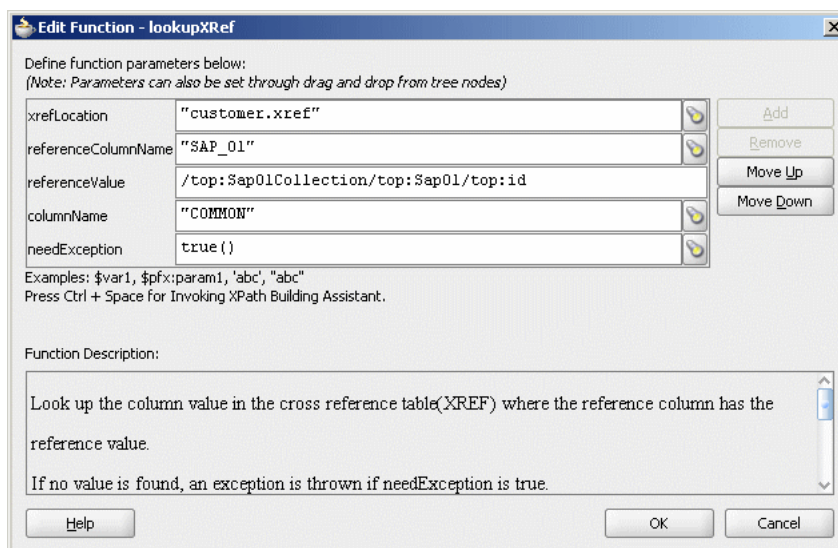 Edit Function - lookupXRef
Define function parameters below:
(Note: Parameters can also be set through drag and drop from tree nodes)
xrefLocation "customer.xref"
Add
referenceColumnName "SAP_01"
Remove
referenceValue /top:Sap01Collection/top:Sap01/top:id
Move Up
columnName "COMMON"
Move Down
needException true()
Examples: $var1, $pfx:param1, 'abc', "abc"
Press Ctrl + Space for Invoking XPath Building Assistant.
Function Description:
Look up the column value in the cross reference table(XREF) where the reference column has the
reference value.
If no value is found, an exception is thrown if needException is true.
Help OK Cancel